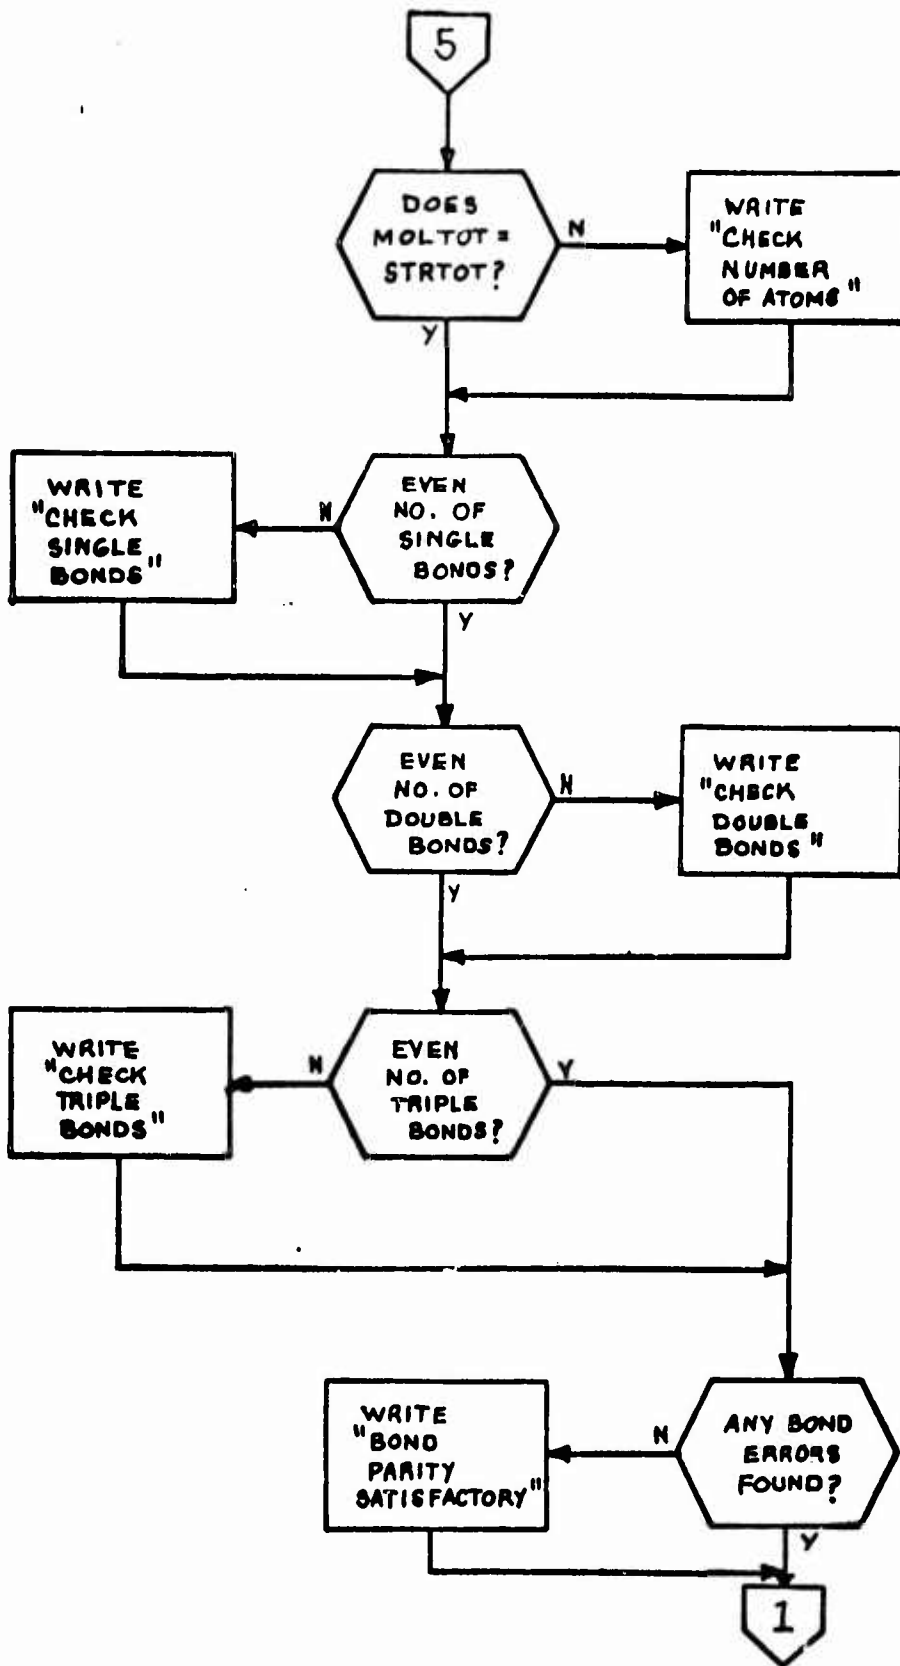 5
DOES
MOLTOT =
STRTOT?
N
Y
WRITE
"CHECK
NUMBER
OF ATOMS"
EVEN
NO. OF
SINGLE
BONDS?
N
Y
WRITE
"CHECK
SINGLE
BONDS"
EVEN
NO. OF
DOUBLE
BONDS?
N
Y
WRITE
"CHECK
DOUBLE
BONDS"
EVEN
NO. OF
TRIPLE
BONDS?
N
Y
WRITE
"CHECK
TRIPLE
BONDS"
ANY BOND
ERRORS
FOUND?
N
Y
WRITE
"BOND
PARITY
SATISFACTORY"
1